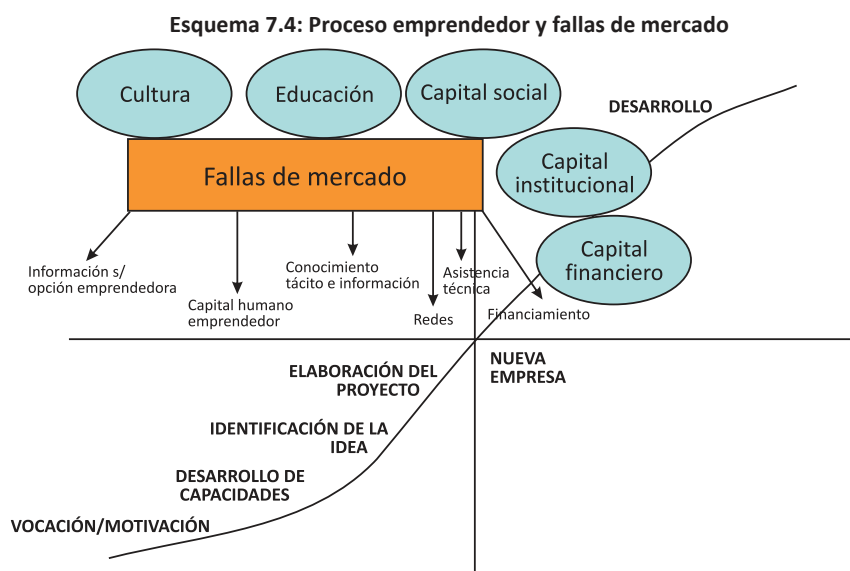 Esquema 7.4: Proceso emprendedor y fallas de mercado
Cultura
Educación
Capital social
DESARROLLO
Capital
institucional
Fallas de mercado
Capital
financiero
Información s/
opción emprendedora
Capital humano
emprendedor
Conocimiento
tácito e información
Redes
Asistencia
técnica
Financiamiento
NUEVA
EMPRESA
ELABORACIÓN DEL
PROYECTO
IDENTIFICACIÓN DE LA
IDEA
DESARROLLO DE
CAPACIDADES
VOCACIÓN/MOTIVACIÓN